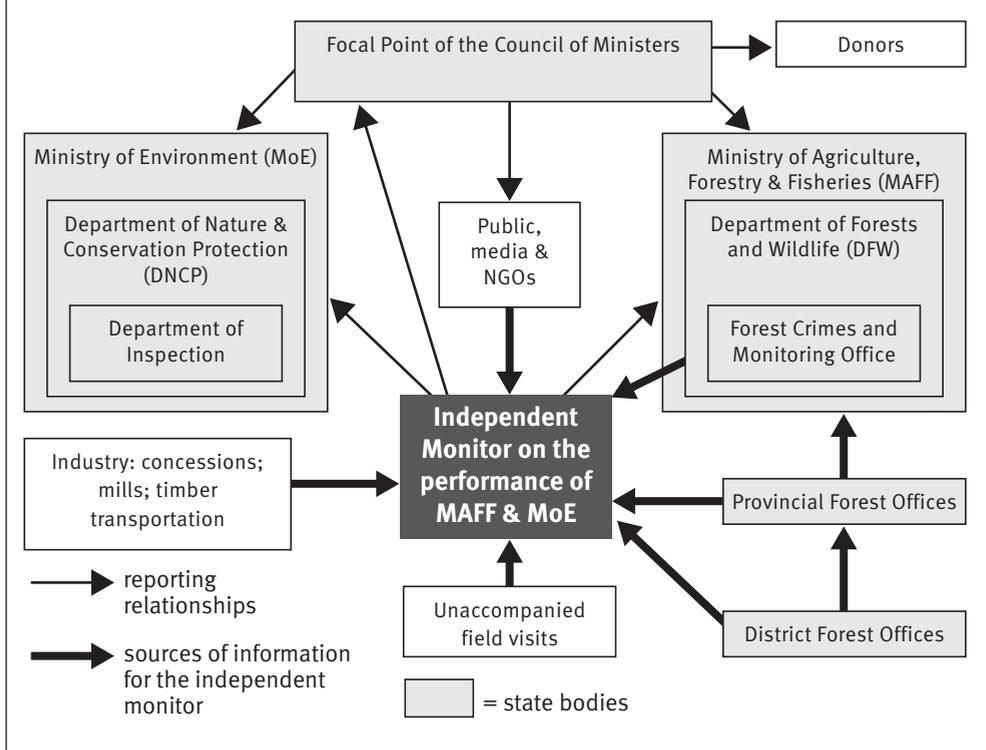 Focal Point of the Council of Ministers
Donors
Ministry of Environment (MoE)
Department of Nature &
Conservation Protection
(DNCP)
Department of
Inspection
Public,
media &
NGOs
Ministry of Agriculture,
Forestry & Fisheries (MAFF)
Department of Forests
and Wildlife (DFW)
Forest Crimes and
Monitoring Office
Independent
Monitor on the
performance of
MAFF & MoE
Industry: concessions;
mills; timber
transportation
Provincial Forest Offices
Unaccompanied
field visits
District Forest Offices
reporting
relationships
sources of information
for the independent
monitor
= state bodies